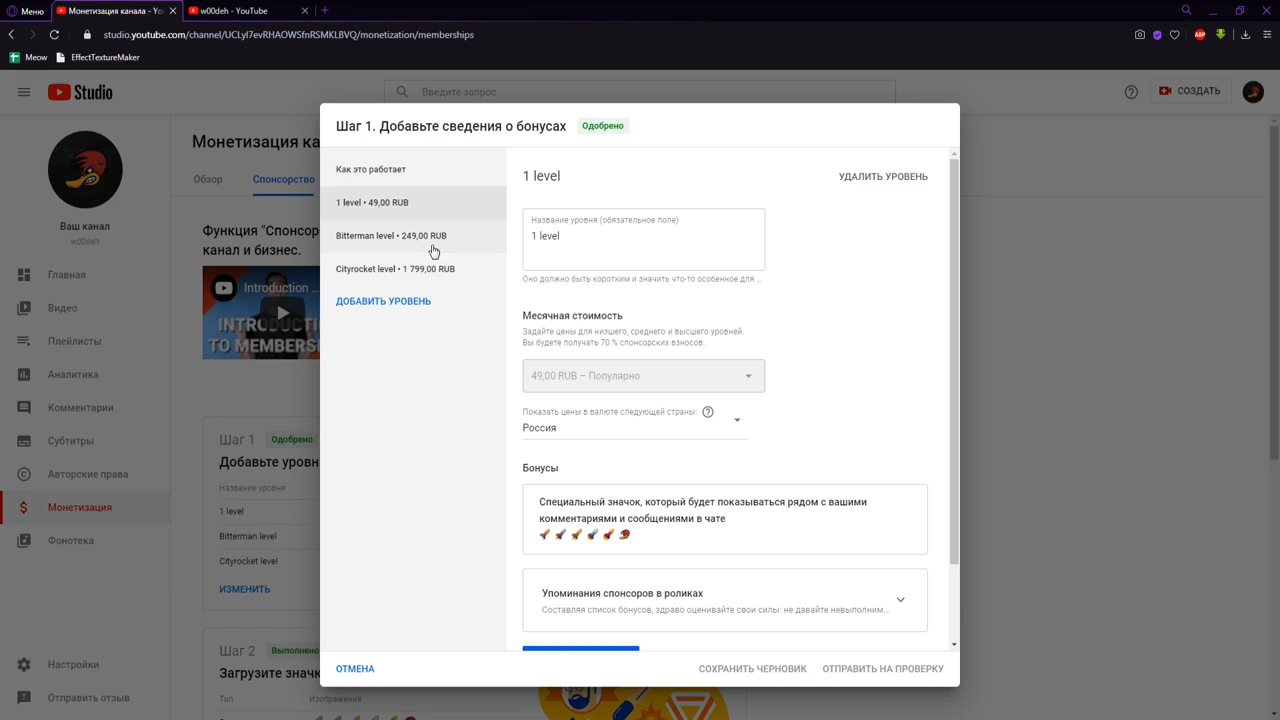 Меню
Монетизация канала -
w00deh - YouTube
studio.youtube.com/channel/UCLyl7evRHAOWSfnRSMKLBVQ/monetization/memberships
Meow
EffectTextureMaker
Studio
Введите запрос
СОЗДАТЬ
Ваш канал
w00deh
Главная
Видео
Плейлисты
Аналитика
Комментарии
Субтитры
Авторские права
Монетизация
Фонотека
Настройки
Отправить отзыв
Монетизация ка
Обзор
Спонсорство
Функция "Спонсор
канал и бизнес.
Introduction
INTRODUCTION
TO MEMBERSH
Шаг 1
Одобрено
Добавьте уровн
Название уровня
1 level
Bitterman level
Cityrocket level
ИЗМЕНИТЬ
Шаг 2
Выполнено
Загрузите значк
Тип
Изображения
Шаг 1. Добавьте сведения о бонусах
Одобрено
Как это работает
1 level • 49,00 RUB
Bitterman level • 249,00 RUB
Cityrocket level • 1 799,00 RUB
ДОБАВИТЬ УРОВЕНЬ
1 level
УДАЛИТЬ УРОВЕНЬ
Название уровня (обязательное поле)
1 level
Оно должно быть коротким и значить что-то особенное для ...
Месячная стоимость
Задайте цены для низшего, среднего и высшего уровней.
Вы будете получать 70 % спонсорских взносов.
49,00 RUB – Популярно
Показать цены в валюте следующей страны:
Россия
Бонусы
Специальный значок, который будет показываться рядом с вашими
комментариями и сообщениями в чате
Упоминания спонсоров в роликах
Составляя список бонусов, здраво оценивайте свои силы: не давайте невыполним...
ОТМЕНА
СОХРАНИТЬ ЧЕРНОВИК
ОТПРАВИТЬ НА ПРОВЕРКУ